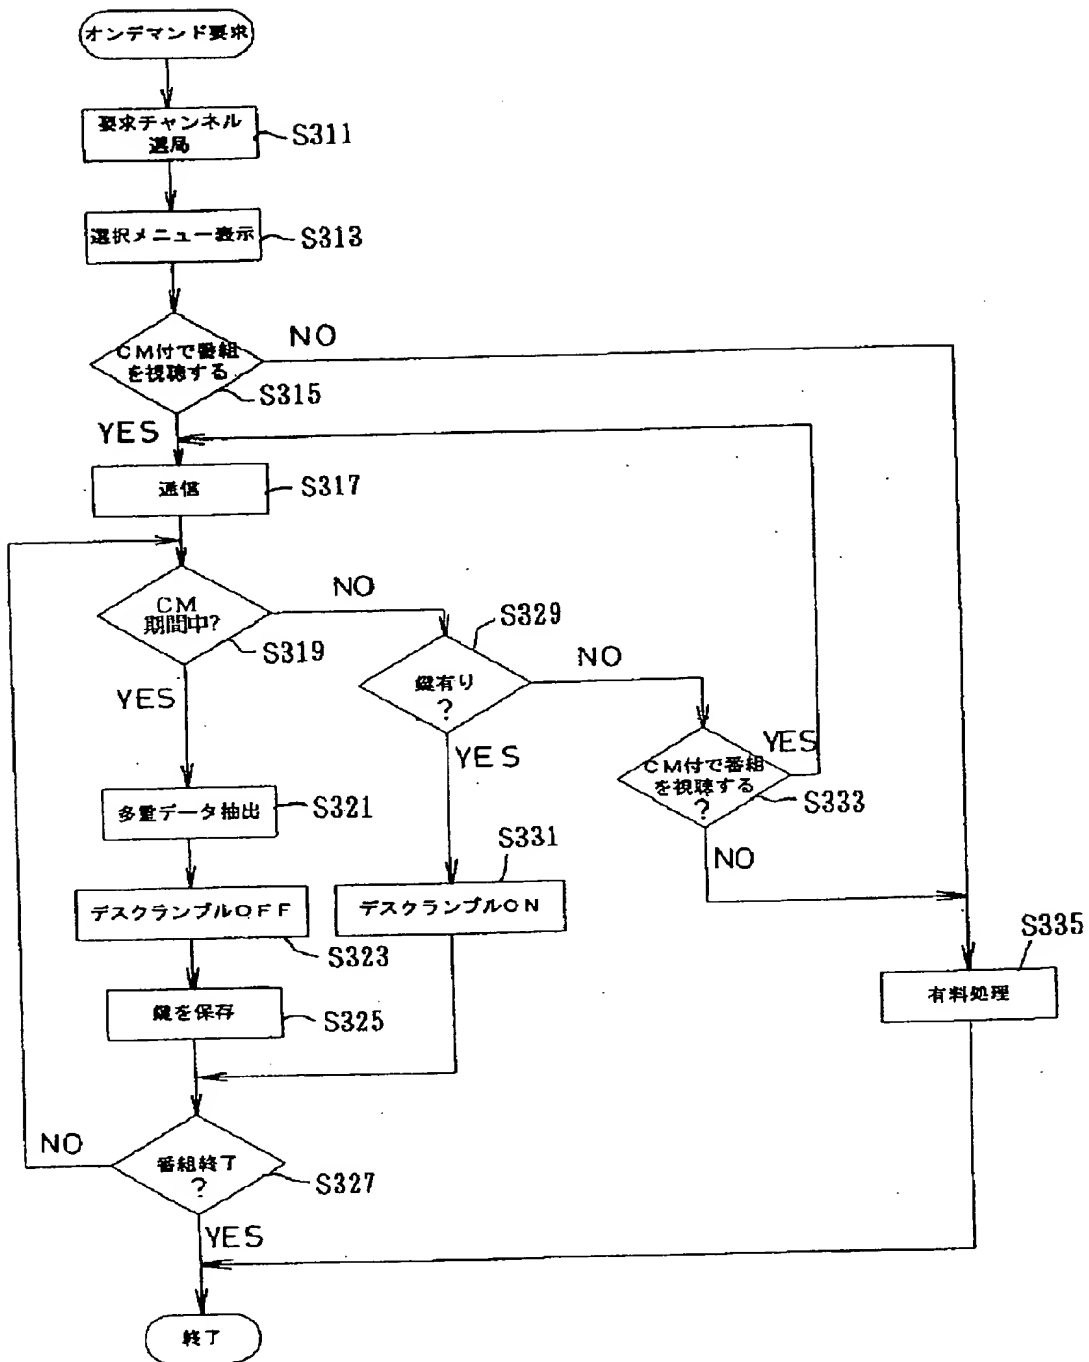 オンデマンド要求
要求チャンネル
選局
S311
選択メニュー表示
S313
CM付で番組
を視聴する
NO
S315
YES
通信
S317
CM
期間中?
NO
S319
YES
S329
鍵有り
?
NO
YES
CM付で番組
を視聴する
?
YES
S333
NO
多重データ抽出
S321
デスクランブルOFF
S323
S331
デスクランブルON
鍵を保存
S325
S335
有料処理
番組終了
?
NO
S327
YES
終了